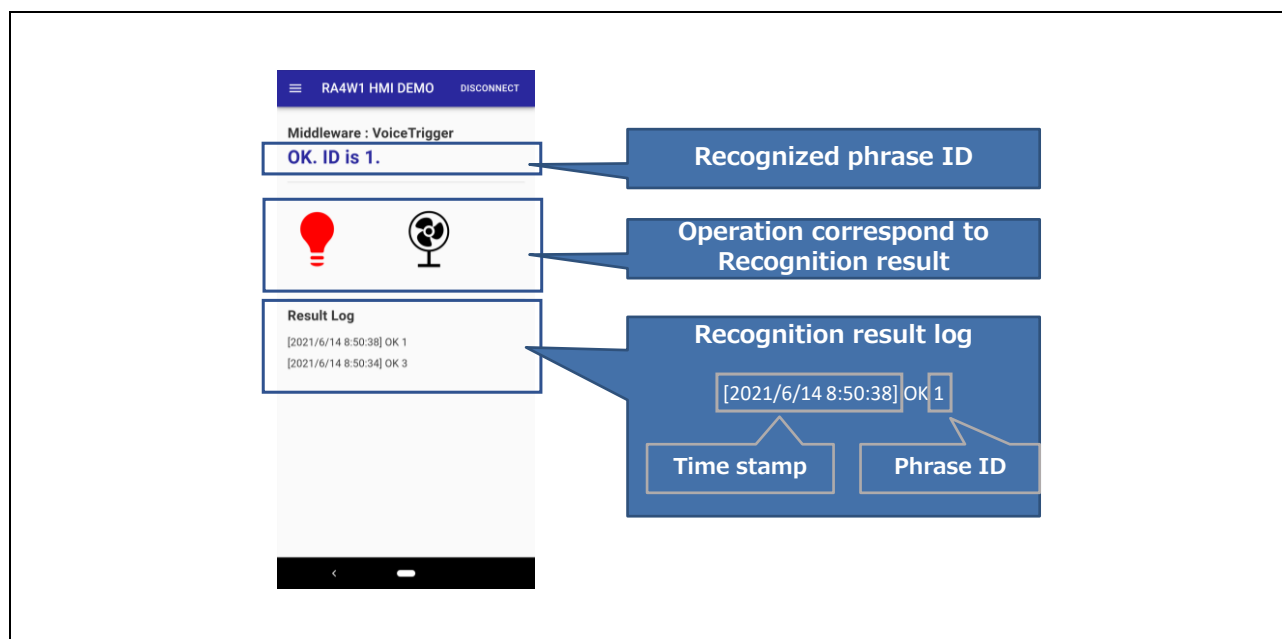 RA4W1 HMI DEMO DISCONNECT
Middleware : VoiceTrigger
OK. ID is 1.
Recognized phrase ID
Operation correspond to
Recognition result
Result Log
[2021/6/14 8:50:38] OK 1
[2021/6/14 8:50:34] OK 3
Recognition result log
[2021/6/14 8:50:38] OK 1
Time stamp
Phrase ID